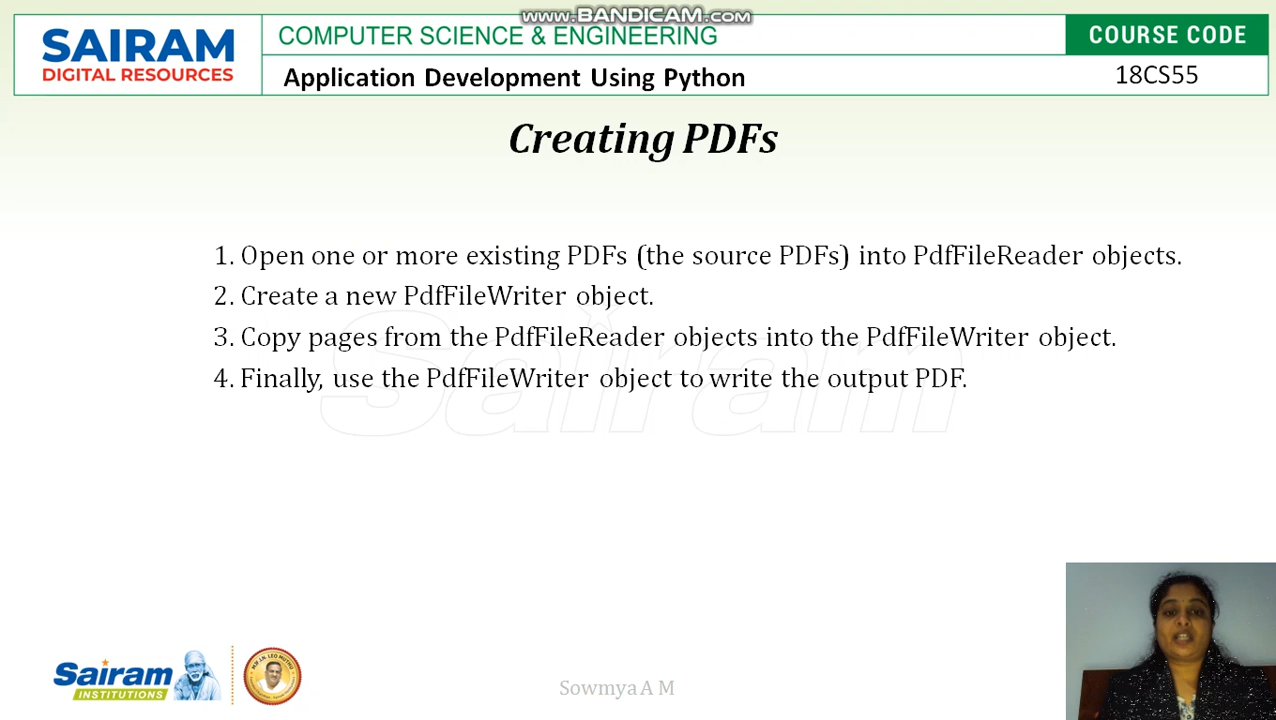 www.BANDICAM.com
SAIRAM
DIGITAL RESOURCES
COMPUTER SCIENCE & ENGINEERING
COURSE CODE
Application Development Using Python
18CS55
Creating PDFs
1. Open one or more existing PDFs (the source PDFs) into PdfFileReader objects.
2. Create a new PdfFileWriter object.
3. Copy pages from the PdfFileReader objects into the PdfFileWriter object.
4. Finally, use the PdfFileWriter object to write the output PDF.
Sairam
Sairam
INSTITUTIONS
Sowmya A M